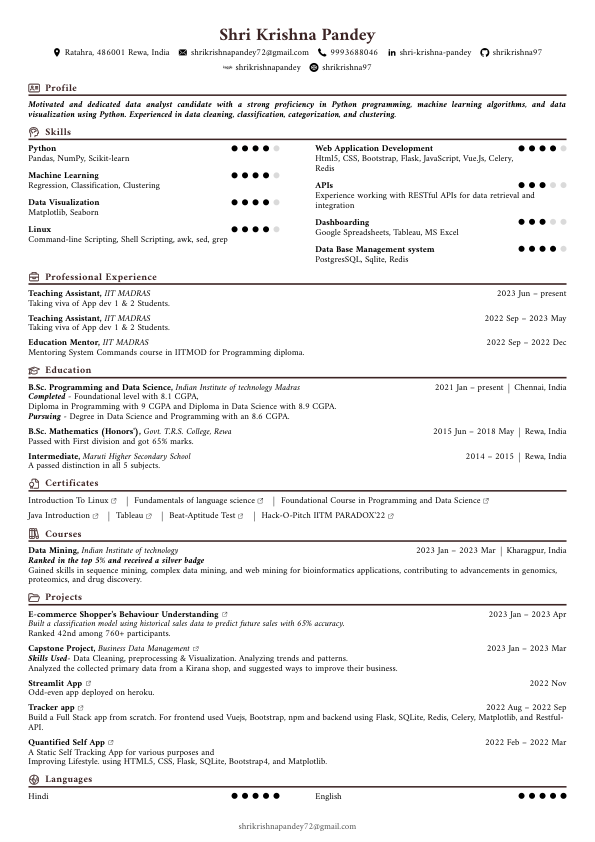 Shri Krishna Pandey
Ratahra, 486001 Rewa, India shrikrishnapandey72@gmail.com 9993688046 shri-krishna-pandey shrikrishna97
shrikrishnapandey shrikrishna97
Profile
Motivated and dedicated data analyst candidate with a strong proficiency in Python programming, machine learning algorithms, and data
visualization using Python. Experienced in data cleaning, classification, categorization, and clustering.
Skills
Python
Pandas, NumPy, Scikit-learn
Machine Learning
Regression, Classification, Clustering
Data Visualization
Matplotlib, Seaborn
Linux
Command-line Scripting, Shell Scripting, awk, sed, grep
Web Application Development
Html5, CSS, Bootstrap, Flask, JavaScript, Vue.Js, Celery,
Redis
APIs
Experience working with RESTful APIs for data retrieval and
integration
Dashboarding
Google Spreadsheets, Tableau, MS Excel
Data Base Management system
PostgresSQL, Sqlite, Redis
Professional Experience
Teaching Assistant, IIT MADRAS 2023 Jun – present
Taking viva of App dev 1 & 2 Students.
Teaching Assistant, IIT MADRAS 2022 Sep – 2023 May
Taking viva of App dev 1 & 2 Students.
Education Mentor, IIT MADRAS 2022 Sep – 2022 Dec
Mentoring System Commands course in IITMOD for Programming diploma.
Education
B.Sc. Programming and Data Science, Indian Institute of technology Madras 2021 Jan – present | Chennai, India
Completed - Foundational level with 8.1 CGPA,
Diploma in Programming with 9 CGPA and Diploma in Data Science with 8.9 CGPA.
Pursuing - Degree in Data Science and Programming with an 8.6 CGPA.
B.Sc. Mathematics (Honors'), Govt. T.R.S. College, Rewa 2015 Jun – 2018 May | Rewa, India
Passed with First division and got 65% marks.
Intermediate, Maruti Higher Secondary School 2014 – 2015 | Rewa, India
A passed distinction in all 5 subjects.
Certificates
Introduction To Linux | Fundamentals of language science | Foundational Course in Programming and Data Science
Java Introduction | Tableau | Beat-Aptitude Test | Hack-O-Pitch IITM PARADOX'22
Courses
Data Mining, Indian Institute of technology 2023 Jan – 2023 Mar | Kharagpur, India
Ranked in the top 5% and received a silver badge
Gained skills in sequence mining, complex data mining, and web mining for bioinformatics applications, contributing to advancements in genomics,
proteomics, and drug discovery.
Projects
E-commerce Shopper's Behaviour Understanding 2023 Jan – 2023 Apr
Built a classification model using historical sales data to predict future sales with 65% accuracy.
Ranked 42nd among 760+ participants.
Capstone Project, Business Data Management 2023 Jan – 2023 Mar
Skills Used- Data Cleaning, preprocessing & Visualization. Analyzing trends and patterns.
Analyzed the collected primary data from a Kirana shop, and suggested ways to improve their business.
Streamlit App 2022 Nov
Odd-even app deployed on heroku.
Tracker app 2022 Aug – 2022 Sep
Build a Full Stack app from scratch. For frontend used Vuejs, Bootstrap, npm and backend using Flask, SQLite, Redis, Celery, Matplotlib, and Restful-
API.
Quantified Self App 2022 Feb – 2022 Mar
A Static Self Tracking App for various purposes and
Improving Lifestyle. using HTML5, CSS, Flask, SQLite, Bootstrap4, and Matplotlib.
Languages
Hindi English
shrikrishnapandey72@gmail.com